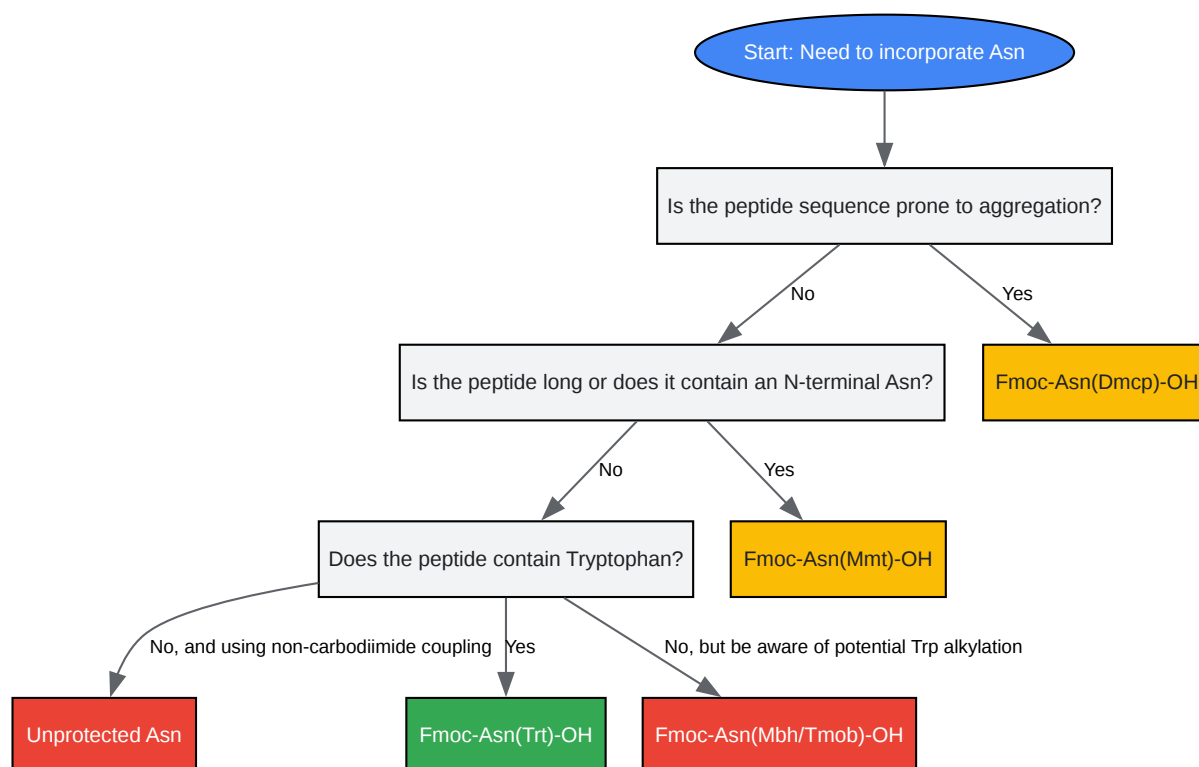 Start: Need to incorporate Asn
Is the peptide sequence prone to aggregation?
No
Yes
Is the peptide long or does it contain an N-terminal Asn?
Fmoc-Asn(Dmcp)-OH
No
Yes
Does the peptide contain Tryptophan?
Fmoc-Asn(Mmt)-OH
No, and using non-carbodiimide coupling
Yes
No, but be aware of potential Trp alkylation
Unprotected Asn
Fmoc-Asn(Trt)-OH
Fmoc-Asn(Mbh/Tmob)-OH